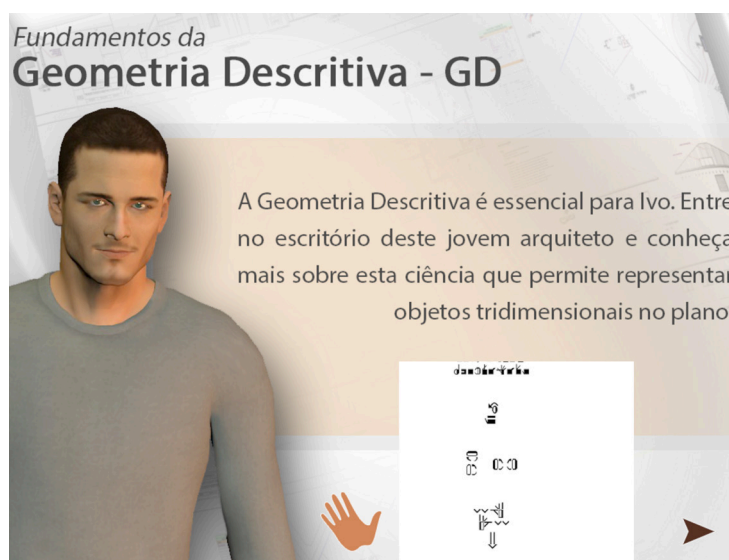 Fundamentos da
Geometria Descritiva - GD
A Geometria Descritiva é essencial para Ivo. Entre
no escritório deste jovem arquiteto e conheça
mais sobre esta ciência que permite representar
objetos tridimensionais no plano.